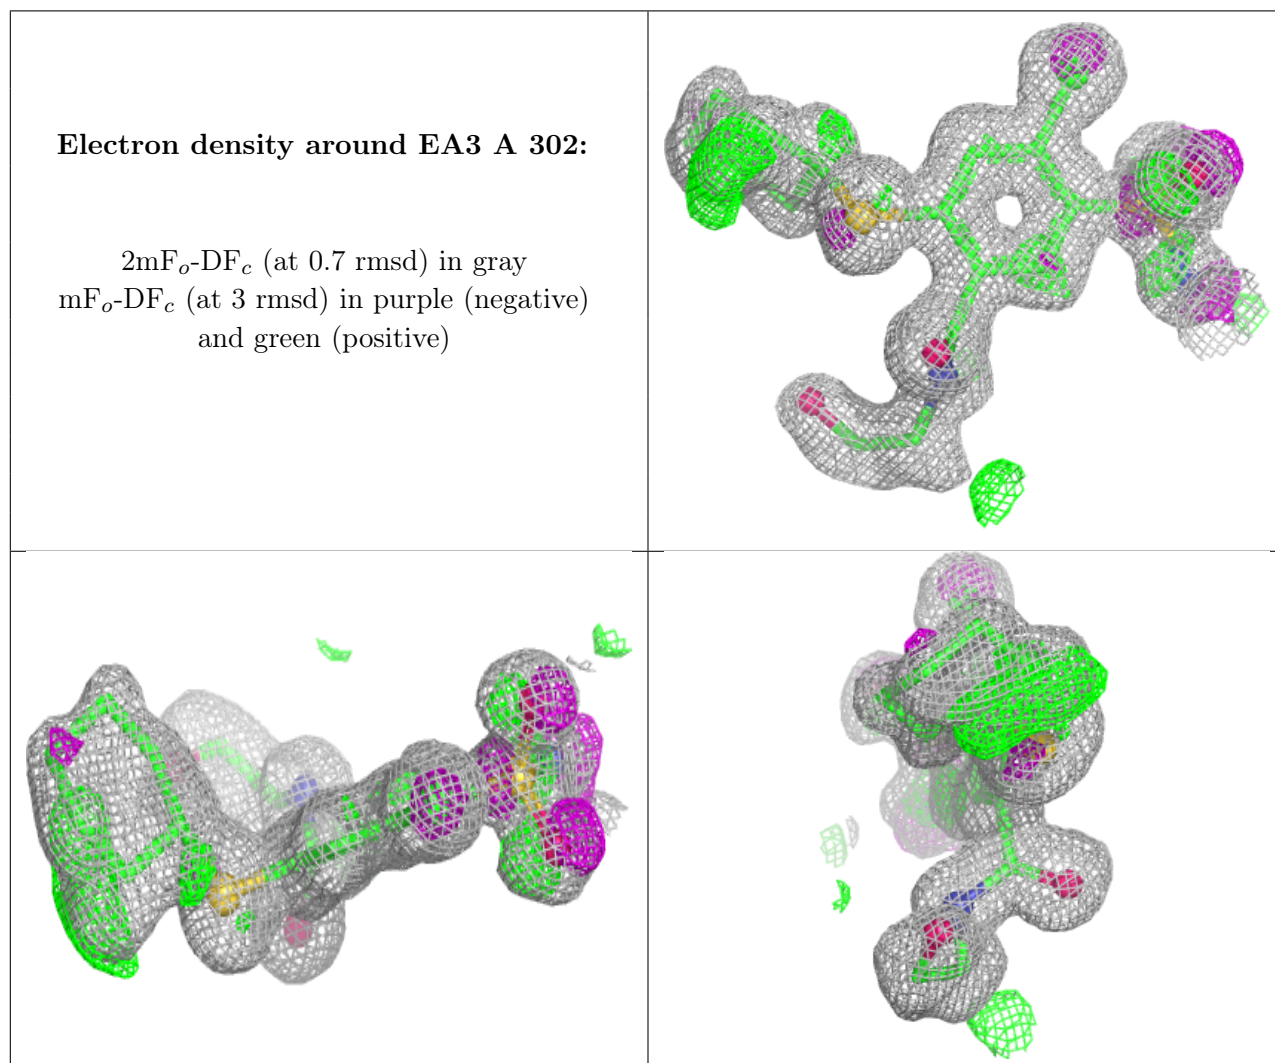 Electron density around EA3 A 302:
2mFo-DFc (at 0.7 rmsd) in gray
mFo-DFc (at 3 rmsd) in purple (negative)
and green (positive)